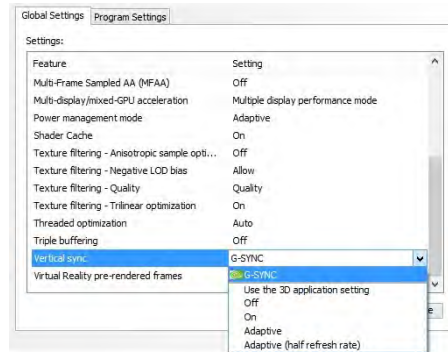 Global Settings Program Settings
Settings:
Feature Setting
Multi-Frame Sampled AA (MFAA) Off
Multi-display/mixed-GPU acceleration Multiple display performance mode
Power management mode Adaptive
Shader Cache On
Texture filtering - Anisotropic sample opti... Off
Texture filtering - Negative LOD bias Allow
Texture filtering - Quality Quality
Texture filtering - Trilinear optimization On
Threaded optimization Auto
Triple buffering Off
Vertical sync G-SYNC
Virtual Reality pre-rendered frames G-SYNC
Use the 3D application setting
Off
On
Adaptive
Adaptive (half refresh rate)